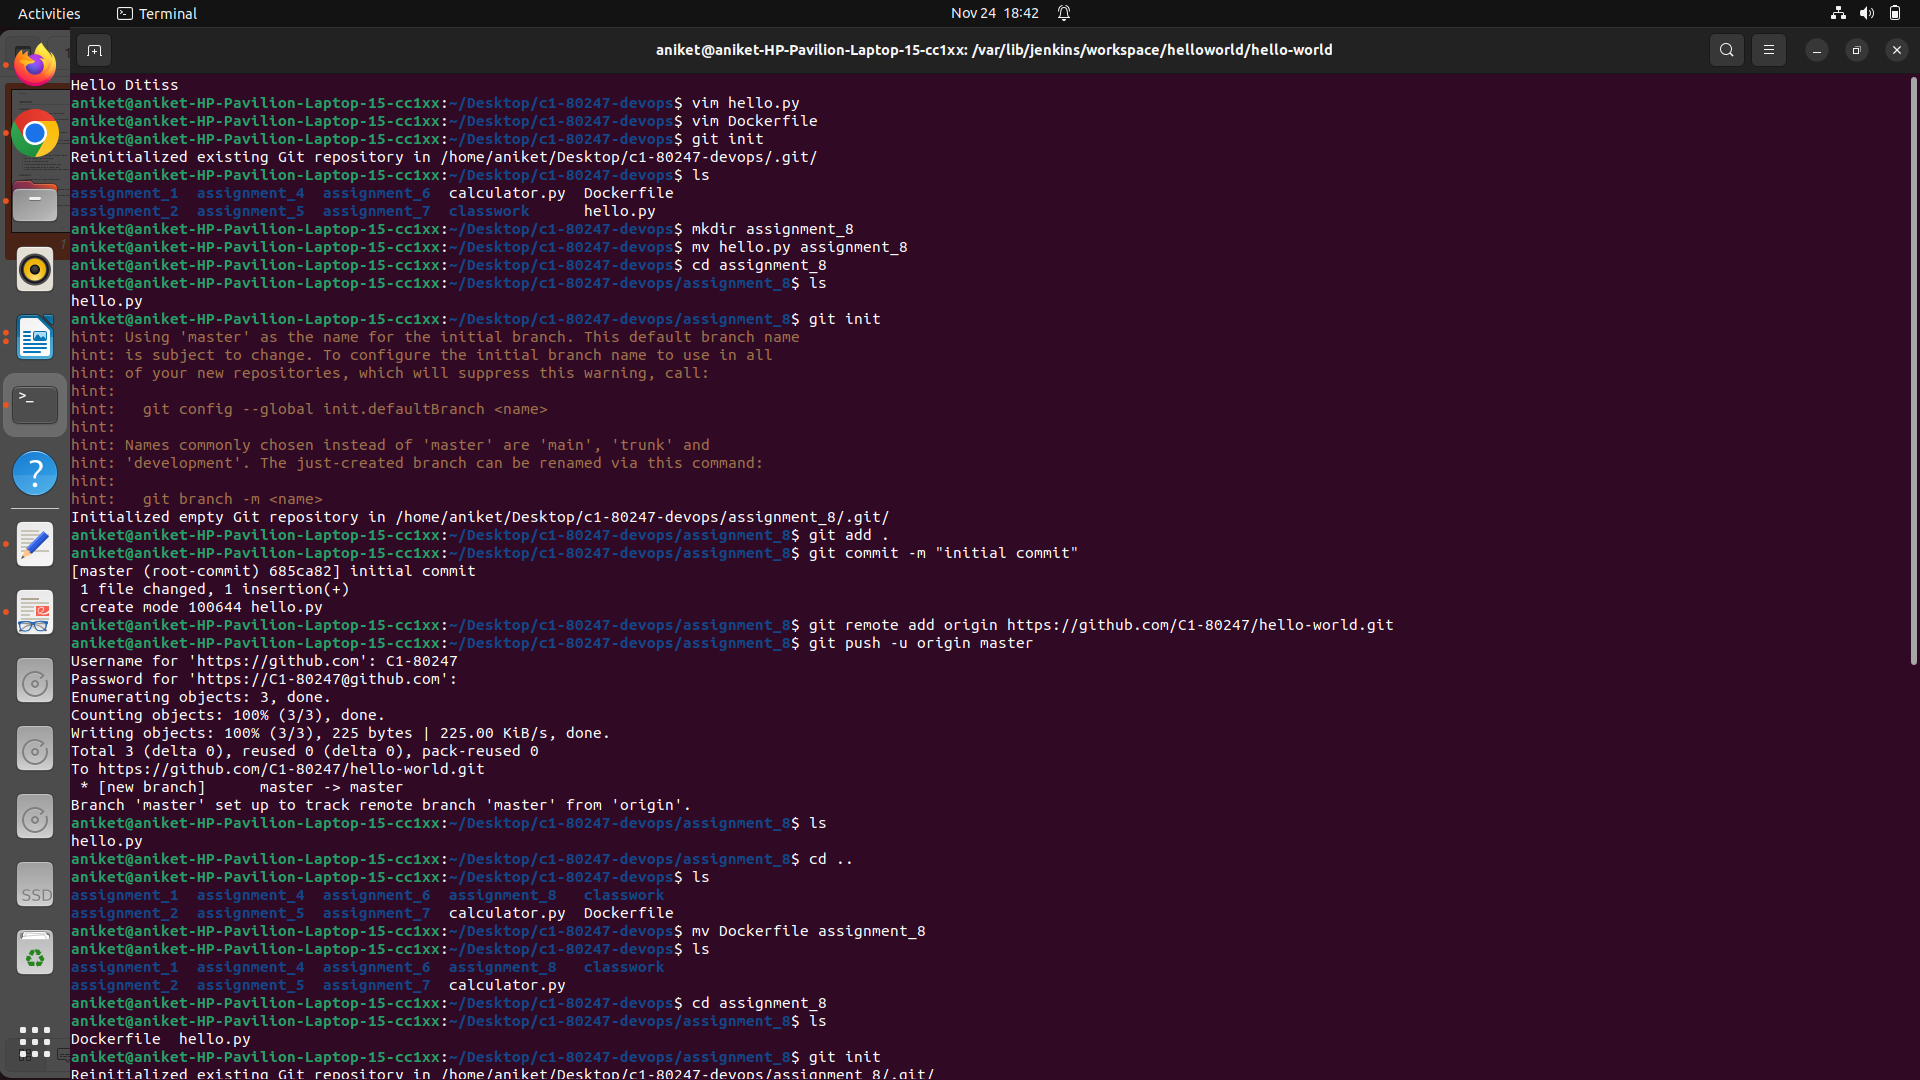 Activities
Terminal
Nov 24 18:42
aniket@aniket-HP-Pavilion-Laptop-15-cc1xx: /var/lib/jenkins/workspace/helloworld/hello-world
Hello Ditiss
aniket@aniket-HP-Pavilion-Laptop-15-cc1xx:~/Desktop/c1-80247-devops$ vim hello.py
aniket@aniket-HP-Pavilion-Laptop-15-cc1xx:~/Desktop/c1-80247-devops$ vim Dockerfile
aniket@aniket-HP-Pavilion-Laptop-15-cc1xx:~/Desktop/c1-80247-devops$ git init
Reinitialized existing Git repository in /home/aniket/Desktop/c1-80247-devops/.git/
aniket@aniket-HP-Pavilion-Laptop-15-cc1xx:~/Desktop/c1-80247-devops$ ls
assignment_1  assignment_4  assignment_6  calculator.py  Dockerfile
assignment_2  assignment_5  assignment_7  classwork      hello.py
aniket@aniket-HP-Pavilion-Laptop-15-cc1xx:~/Desktop/c1-80247-devops$ mkdir assignment_8
aniket@aniket-HP-Pavilion-Laptop-15-cc1xx:~/Desktop/c1-80247-devops$ mv hello.py assignment_8
aniket@aniket-HP-Pavilion-Laptop-15-cc1xx:~/Desktop/c1-80247-devops$ cd assignment_8
aniket@aniket-HP-Pavilion-Laptop-15-cc1xx:~/Desktop/c1-80247-devops/assignment_8$ ls
hello.py
aniket@aniket-HP-Pavilion-Laptop-15-cc1xx:~/Desktop/c1-80247-devops/assignment_8$ git init
hint: Using 'master' as the name for the initial branch. This default branch name
hint: is subject to change. To configure the initial branch name to use in all
hint: of your new repositories, which will suppress this warning, call:
hint:
hint:   git config --global init.defaultBranch <name>
hint:
hint: Names commonly chosen instead of 'master' are 'main', 'trunk' and
hint: 'development'. The just-created branch can be renamed via this command:
hint:
hint:   git branch -m <name>
Initialized empty Git repository in /home/aniket/Desktop/c1-80247-devops/assignment_8/.git/
aniket@aniket-HP-Pavilion-Laptop-15-cc1xx:~/Desktop/c1-80247-devops/assignment_8$ git add .
aniket@aniket-HP-Pavilion-Laptop-15-cc1xx:~/Desktop/c1-80247-devops/assignment_8$ git commit -m "initial commit"
[master (root-commit) 685ca82] initial commit
 1 file changed, 1 insertion(+)
 create mode 100644 hello.py
aniket@aniket-HP-Pavilion-Laptop-15-cc1xx:~/Desktop/c1-80247-devops/assignment_8$ git remote add origin https://github.com/C1-80247/hello-world.git
aniket@aniket-HP-Pavilion-Laptop-15-cc1xx:~/Desktop/c1-80247-devops/assignment_8$ git push -u origin master
Username for 'https://github.com': C1-80247
Password for 'https://C1-80247@github.com':
Enumerating objects: 3, done.
Counting objects: 100% (3/3), done.
Writing objects: 100% (3/3), 225 bytes | 225.00 KiB/s, done.
Total 3 (delta 0), reused 0 (delta 0), pack-reused 0
To https://github.com/C1-80247/hello-world.git
 * [new branch]      master -> master
Branch 'master' set up to track remote branch 'master' from 'origin'.
aniket@aniket-HP-Pavilion-Laptop-15-cc1xx:~/Desktop/c1-80247-devops/assignment_8$ ls
hello.py
aniket@aniket-HP-Pavilion-Laptop-15-cc1xx:~/Desktop/c1-80247-devops/assignment_8$ cd ..
aniket@aniket-HP-Pavilion-Laptop-15-cc1xx:~/Desktop/c1-80247-devops$ ls
assignment_1  assignment_4  assignment_6  assignment_8   classwork
assignment_2  assignment_5  assignment_7  calculator.py  Dockerfile
aniket@aniket-HP-Pavilion-Laptop-15-cc1xx:~/Desktop/c1-80247-devops$ mv Dockerfile assignment_8
aniket@aniket-HP-Pavilion-Laptop-15-cc1xx:~/Desktop/c1-80247-devops$ ls
assignment_1  assignment_4  assignment_6  assignment_8   classwork
assignment_2  assignment_5  assignment_7  calculator.py
aniket@aniket-HP-Pavilion-Laptop-15-cc1xx:~/Desktop/c1-80247-devops$ cd assignment_8
aniket@aniket-HP-Pavilion-Laptop-15-cc1xx:~/Desktop/c1-80247-devops/assignment_8$ ls
Dockerfile  hello.py
aniket@aniket-HP-Pavilion-Laptop-15-cc1xx:~/Desktop/c1-80247-devops/assignment_8$ git init
Reinitialized existing Git repository in /home/aniket/Desktop/c1-80247-devops/assignment_8/.git/
SSD